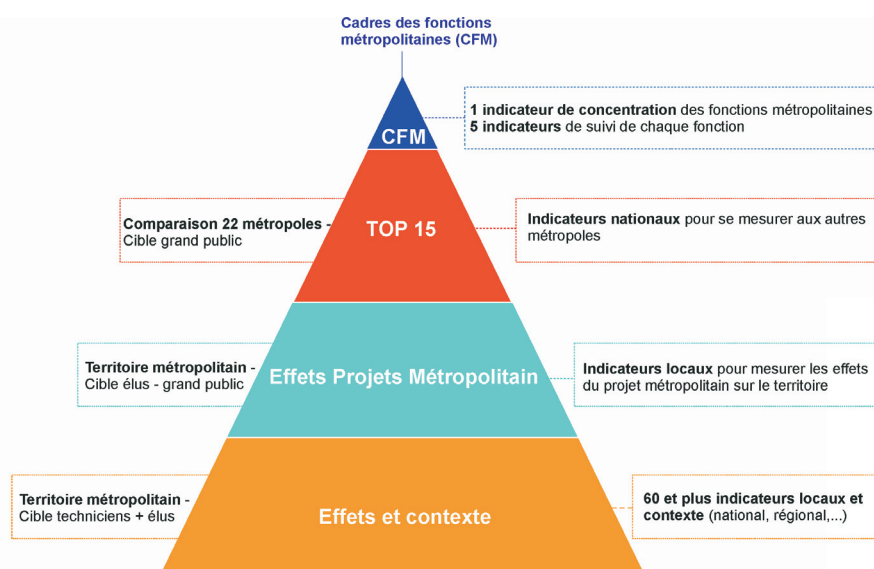 Cadres des fonctions
métropolitaines (CFM)
CFM
1 indicateur de concentration des fonctions métropolitaines
5 indicateurs de suivi de chaque fonction
Comparaison 22 métropoles -
Cible grand public
TOP 15
Indicateurs nationaux pour se mesurer aux autres
métropoles
Territoire métropolitain -
Cible élus - grand public
Effets Projets Métropolitain
Indicateurs locaux pour mesurer les effets
du projet métropolitain sur le territoire
Territoire métropolitain -
Cible techniciens + élus
Effets et contexte
60 et plus indicateurs locaux et
contexte (national, régional,...)